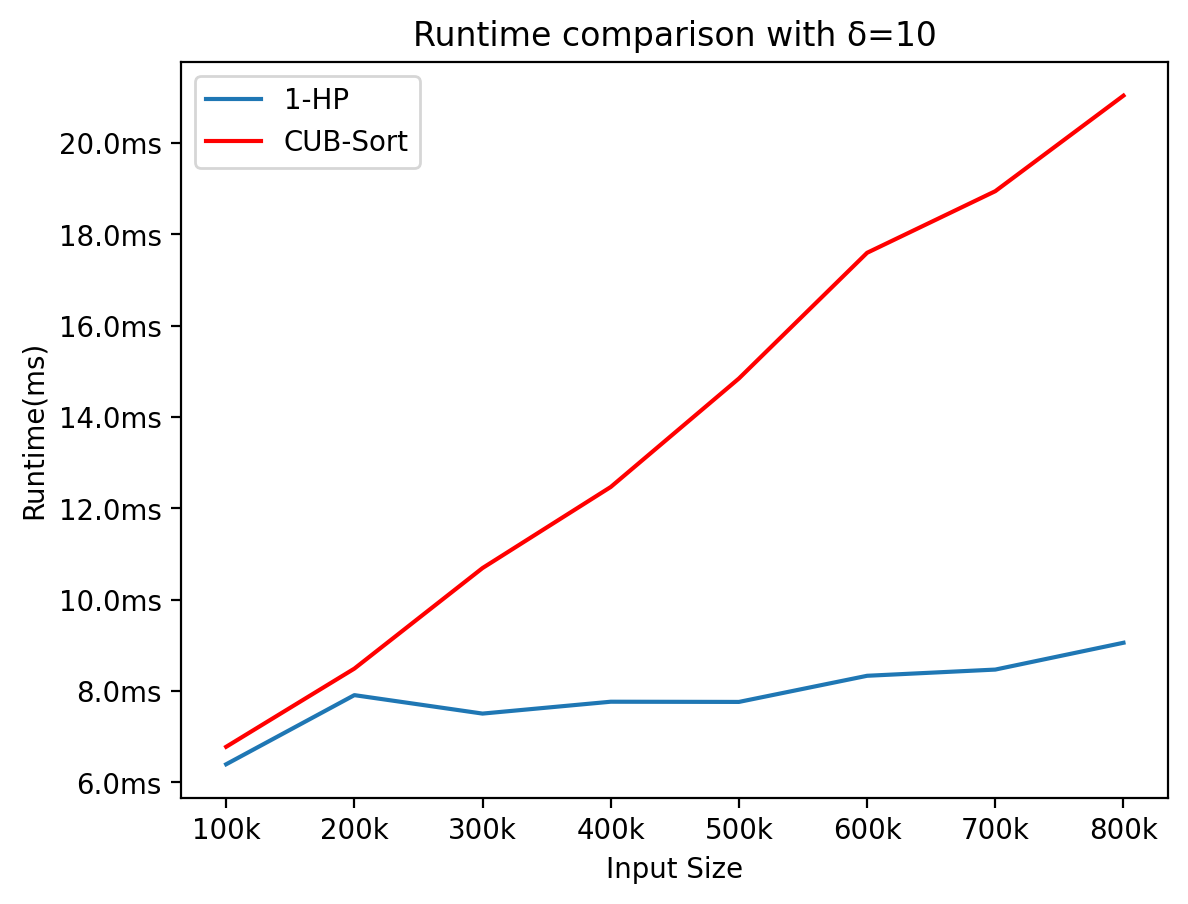 Runtime comparison with δ=10
1-HP
CUB-Sort
20.0ms
18.0ms
16.0ms
14.0ms
12.0ms
10.0ms
8.0ms
6.0ms
Runtime(ms)
100k 200k 300k 400k 500k 600k 700k 800k
Input Size